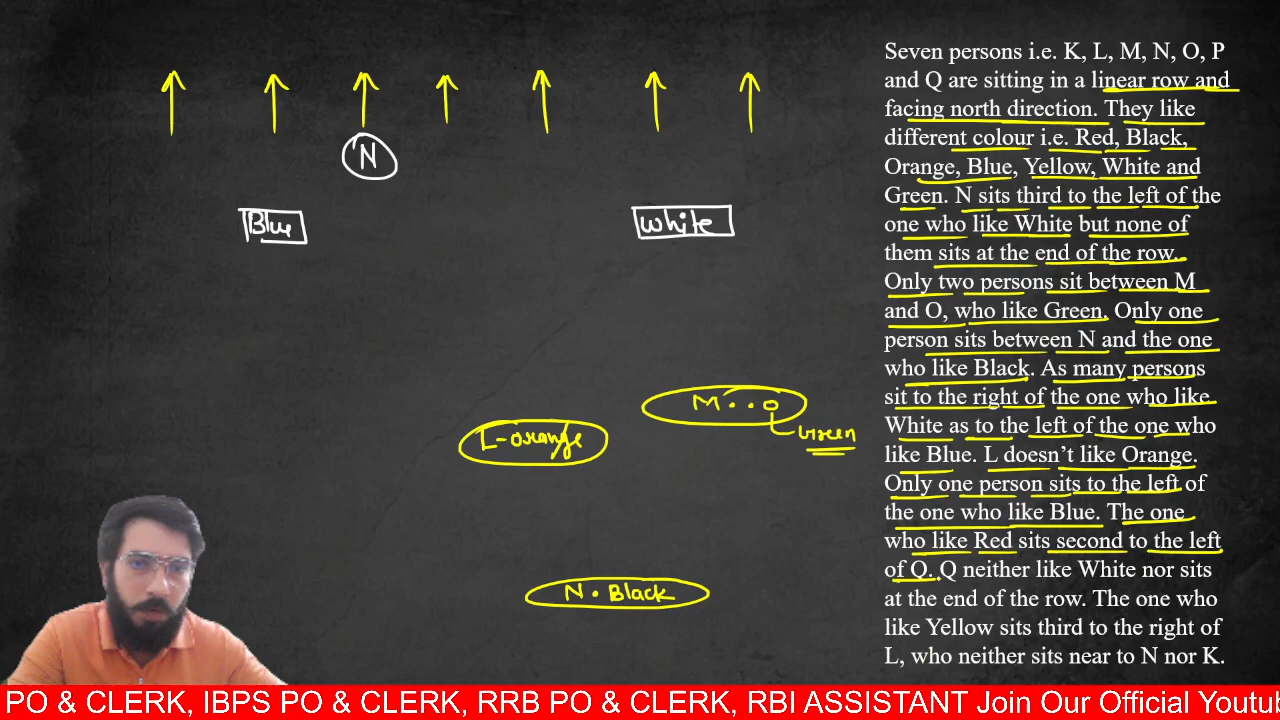 N
Blue
White
M . . O
Green
L-orange
N . Black
Seven persons i.e. K, L, M, N, O, P
and Q are sitting in a linear row and
facing north direction. They like
different colour i.e. Red, Black,
Orange, Blue, Yellow, White and
Green. N sits third to the left of the
one who like White but none of
them sits at the end of the row.
Only two persons sit between M
and O, who like Green. Only one
person sits between N and the one
who like Black. As many persons
sit to the right of the one who like
White as to the left of the one who
like Blue. L doesn't like Orange.
Only one person sits to the left of
the one who like Blue. The one
who like Red sits second to the left
of Q. Q neither like White nor sits
at the end of the row. The one who
like Yellow sits third to the right of
L, who neither sits near to N nor K.
PO & CLERK, IBPS PO & CLERK, RRB PO & CLERK, RBI ASSISTANT Join Our Official Youtub